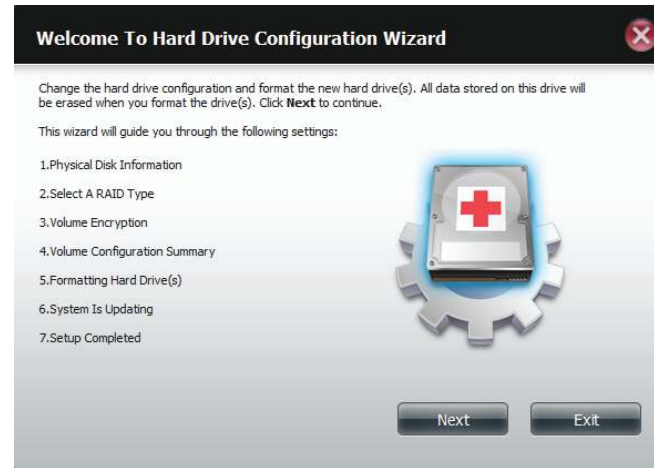 Welcome To Hard Drive Configuration Wizard
Change the hard drive configuration and format the new hard drive(s). All data stored on this drive will
be erased when you format the drive(s). Click Next to continue.
This wizard will guide you through the following settings:
1.Physical Disk Information
2.Select A RAID Type
3.Volume Encryption
4.Volume Configuration Summary
5.Formatting Hard Drive(s)
6.System Is Updating
7.Setup Completed
Next
Exit